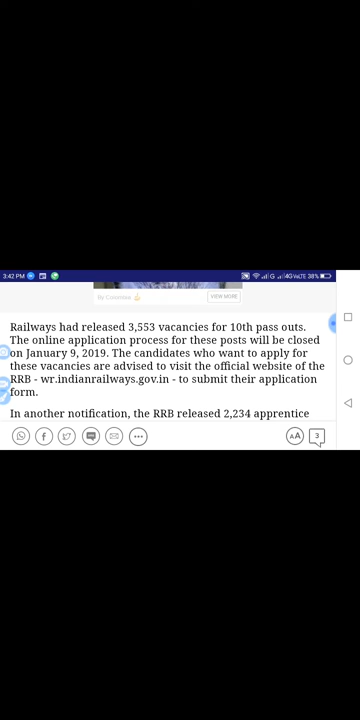 3:42 PM G 4G VoLTE 38%
By Colombia
VIEW MORE
Railways had released 3,553 vacancies for 10th pass outs.
The online application process for these posts will be closed
on January 9, 2019. The candidates who want to apply for
these vacancies are advised to visit the official website of the
RRB - wr.indianrailways.gov.in - to submit their application
form.
In another notification, the RRB released 2,234 apprentice
AA 3